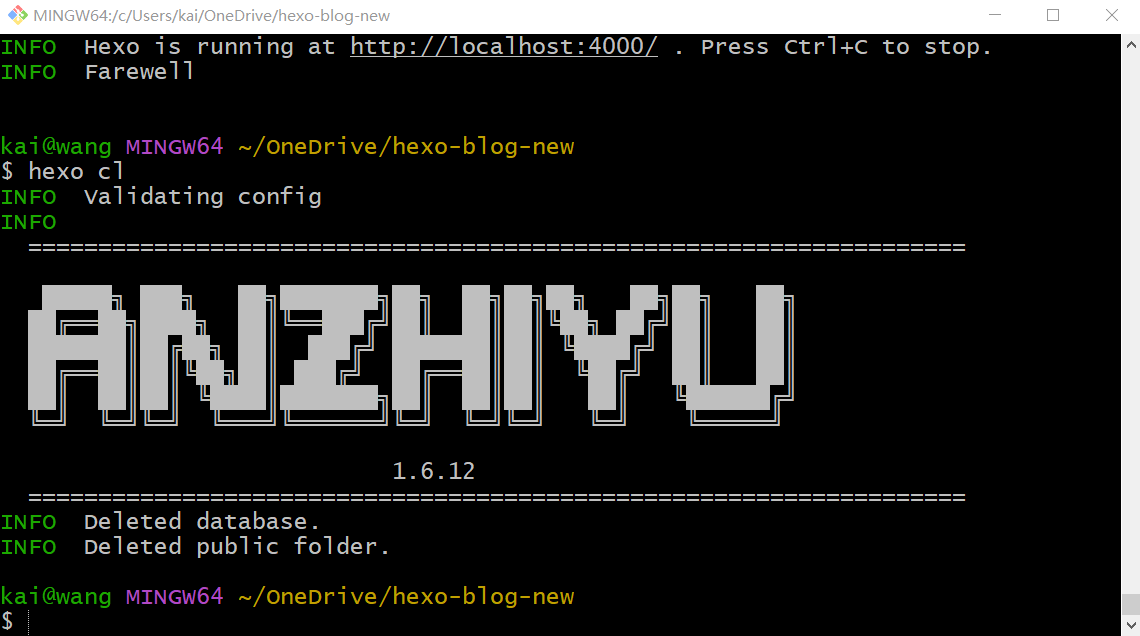 MINGW64:/c/Users/kai/OneDrive/hexo-blog-new
INFO  Hexo is running at http://localhost:4000/ . Press Ctrl+C to stop.
INFO  Farewell
kai@wang MINGW64 ~/OneDrive/hexo-blog-new
$ hexo cl
INFO  Validating config
INFO
===================================================================
ANZHIYU
1.6.12
===================================================================
INFO  Deleted database.
INFO  Deleted public folder.
kai@wang MINGW64 ~/OneDrive/hexo-blog-new
$